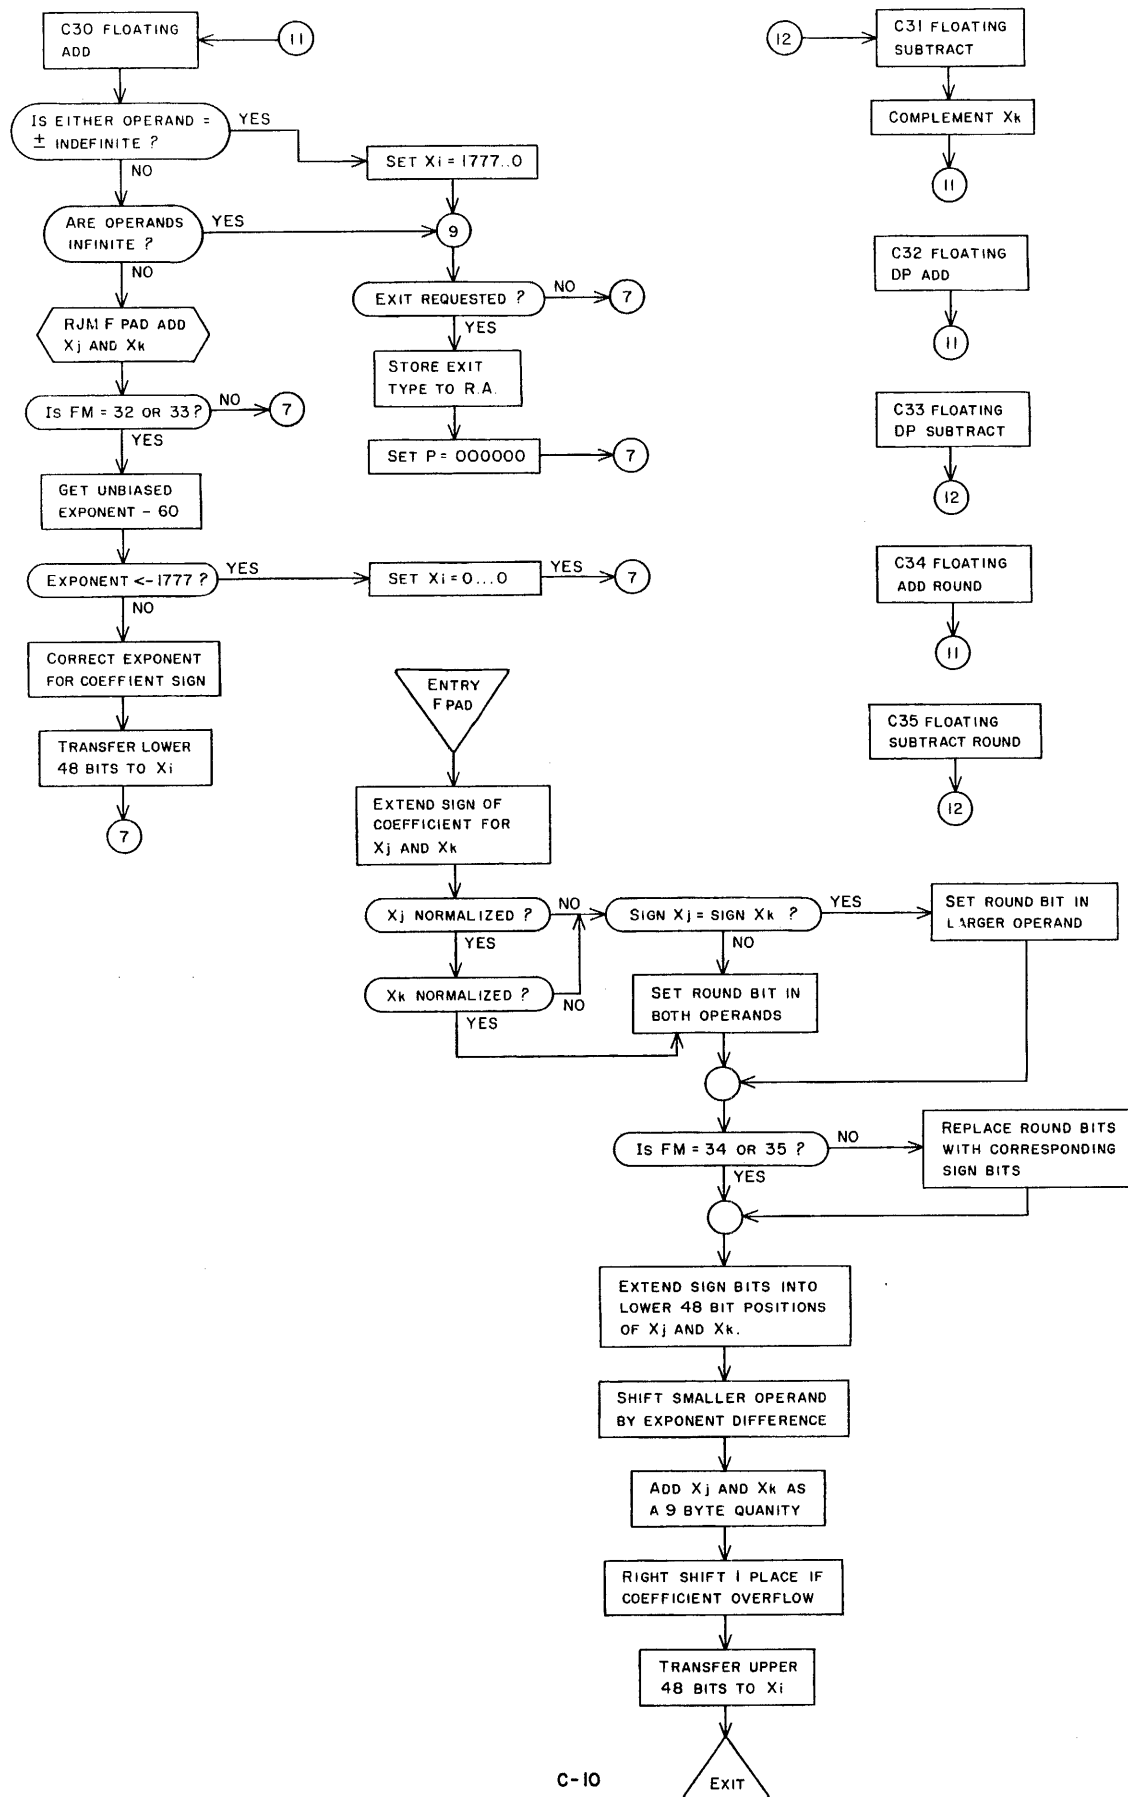 C30 FLOATING
ADD
11
IS EITHER OPERAND =
± INDEFINITE ?
YES
NO
SET Xi = 1777..0
ARE OPERANDS
INFINITE ?
YES
NO
9
EXIT REQUESTED ?
NO
7
YES
STORE EXIT
TYPE TO R.A.
SET P = 000000
7
RJM F PAD ADD
Xj AND Xk
IS FM = 32 OR 33 ?
NO
7
YES
GET UNBIASED
EXPONENT - 60
EXPONENT <-1777 ?
YES
SET Xi = 0...0
YES
7
NO
CORRECT EXPONENT
FOR COEFFIENT SIGN
TRANSFER LOWER
48 BITS TO Xi
7
12
C31 FLOATING
SUBTRACT
COMPLEMENT Xk
11
C32 FLOATING
DP ADD
11
C33 FLOATING
DP SUBTRACT
12
C34 FLOATING
ADD ROUND
11
C35 FLOATING
SUBTRACT ROUND
12
ENTRY
F PAD
EXTEND SIGN OF
COEFFICIENT FOR
Xj AND Xk
Xj NORMALIZED ?
NO
YES
Xk NORMALIZED ?
NO
YES
SIGN Xj = SIGN Xk ?
YES
NO
SET ROUND BIT IN
LARGER OPERAND
SET ROUND BIT IN
BOTH OPERANDS
IS FM = 34 OR 35 ?
NO
YES
REPLACE ROUND BITS
WITH CORRESPONDING
SIGN BITS
EXTEND SIGN BITS INTO
LOWER 48 BIT POSITIONS
OF Xj AND Xk.
SHIFT SMALLER OPERAND
BY EXPONENT DIFFERENCE
ADD Xj AND Xk AS
A 9 BYTE QUANITY
RIGHT SHIFT 1 PLACE IF
COEFFICIENT OVERFLOW
TRANSFER UPPER
48 BITS TO Xi
EXIT
C-10